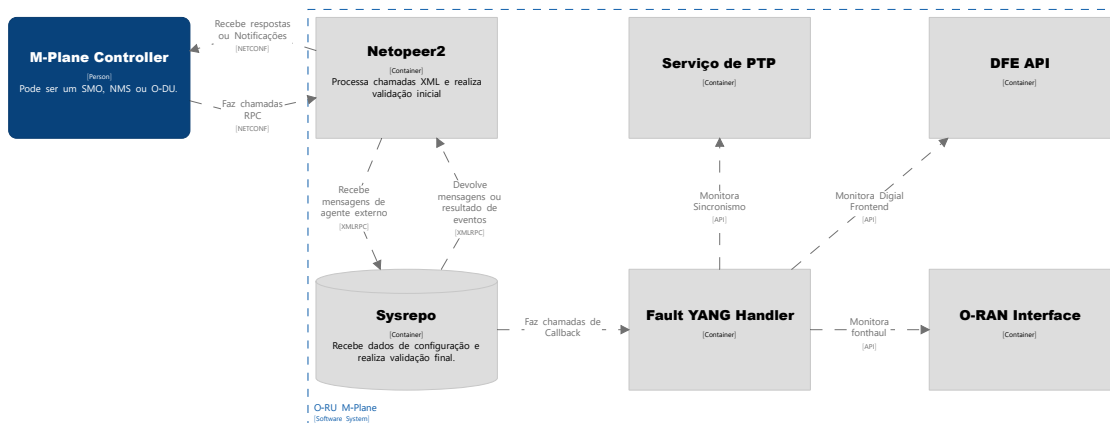 Recebe respostas
ou Notificações
[NETCONF]
M-Plane Controller
[Person]
Pode ser um SMO, NMS ou O-DU.
Faz chamadas
RPC
[NETCONF]
Netopeer2
[Container]
Processa chamadas XML e realiza
validação inicial
Serviço de PTP
[Container]
DFE API
[Container]
Recebe
mensagens de
agente externo
[XMLRPC]
Devolve
mensagens ou
resultado de
eventos
[XMLRPC]
Monitora
Sincronismo
[API]
Monitora Digial
Frontend
[API]
Sysrepo
[Container]
Recebe dados de configuração e
realiza validação final.
Faz chamadas de
Callback
Fault YANG Handler
[Container]
Monitora
fonthaul
[API]
O-RAN Interface
[Container]
O-RU M-Plane
[Software System]